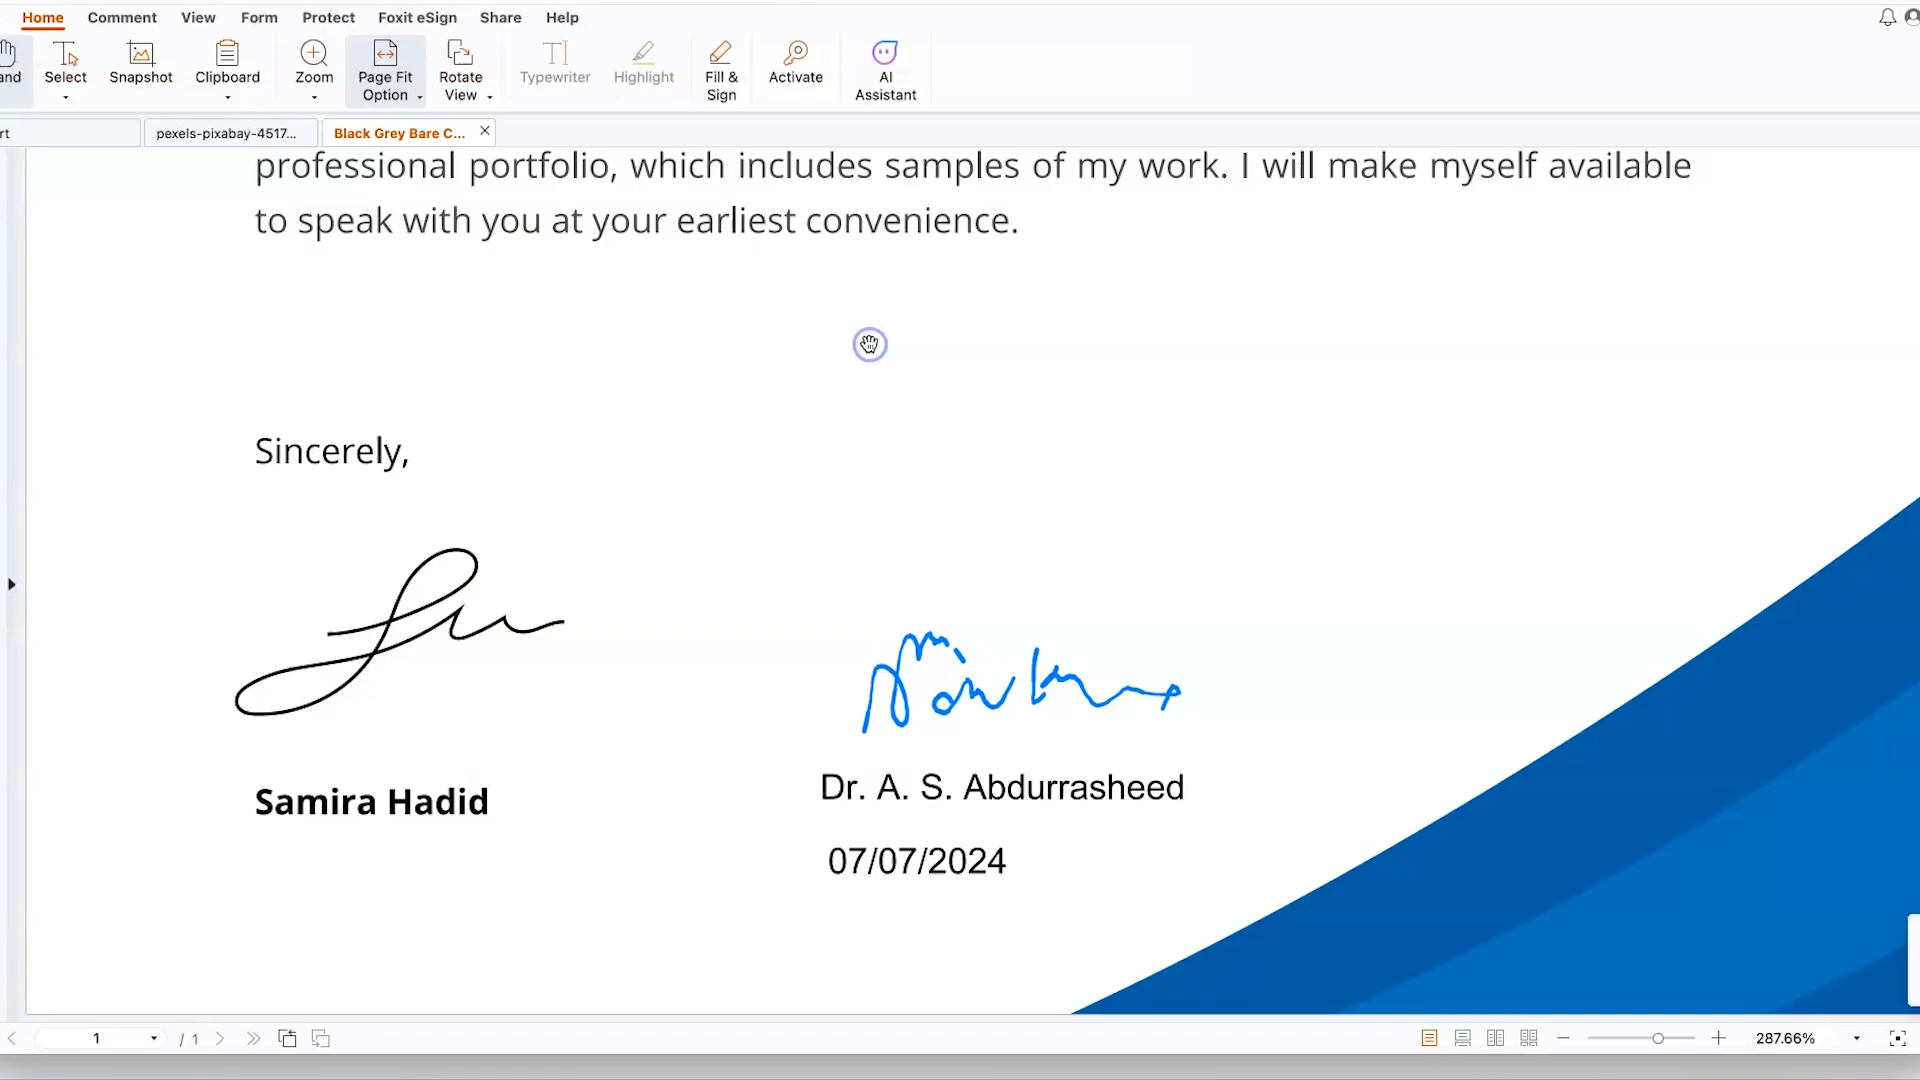 Home Comment View Form Protect Foxit eSign Share Help
and Select Snapshot Clipboard Zoom Page Fit Option Rotate View Typewriter Highlight Fill & Sign Activate AI Assistant
rt pexels-pixabay-4517... Black Grey Bare C...
professional portfolio, which includes samples of my work. I will make myself available
to speak with you at your earliest convenience.
Sincerely,
Samira Hadid
Dr. A. S. Abdurrasheed
07/07/2024
1 / 1 287.66%